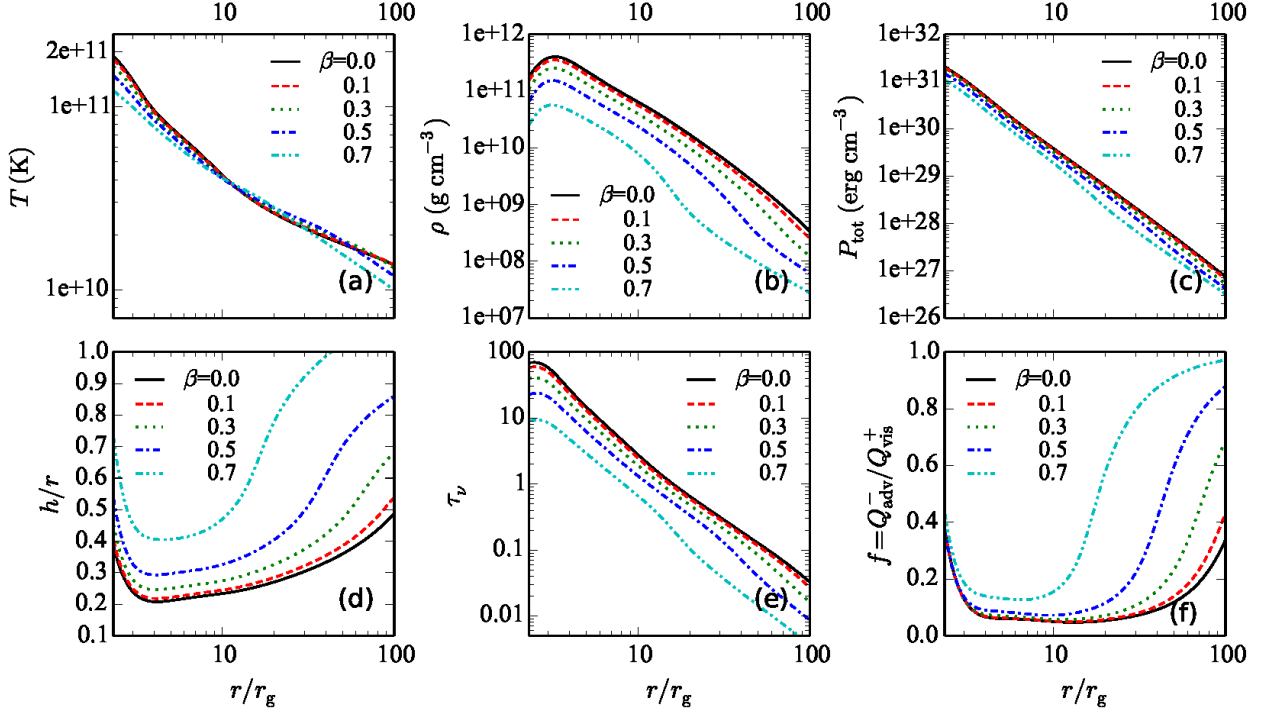 10 100
10 100
10 100
2e+11
1e+11
1e+10
T (K)
β=0.0
0.1
0.3
0.5
0.7
(a)
1e+12
1e+11
1e+10
1e+09
1e+08
1e+07
ρ (g cm⁻³)
β=0.0
0.1
0.3
0.5
0.7
(b)
1e+32
1e+31
1e+30
1e+29
1e+28
1e+27
1e+26
P_tot (erg cm⁻³)
β=0.0
0.1
0.3
0.5
0.7
(c)
1.0
0.9
0.8
0.7
0.6
0.5
0.4
0.3
0.2
0.1
h/r
β=0.0
0.1
0.3
0.5
0.7
(d)
10 100
r/r_g
100
10
1
0.1
0.01
τ_ν
β=0.0
0.1
0.3
0.5
0.7
(e)
10 100
r/r_g
1.0
0.8
0.6
0.4
0.2
0.0
f=Q⁻_adv/Q⁺_vis
β=0.0
0.1
0.3
0.5
0.7
(f)
10 100
r/r_g